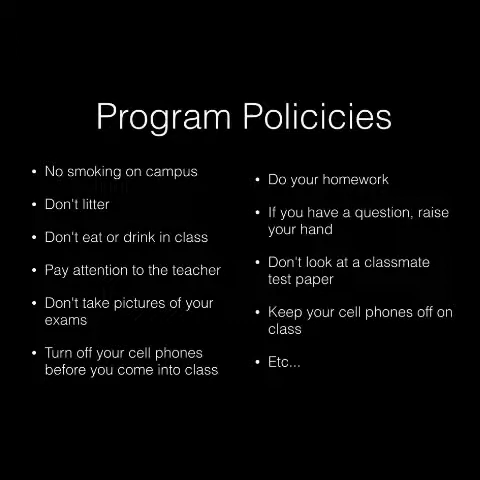 Program Policicies
• No smoking on campus
• Don't litter
• Don't eat or drink in class
• Pay attention to the teacher
• Don't take pictures of your
exams
• Turn off your cell phones
before you come into class
• Do your homework
• If you have a question, raise
your hand
• Don't look at a classmate
test paper
• Keep your cell phones off on
class
• Etc...